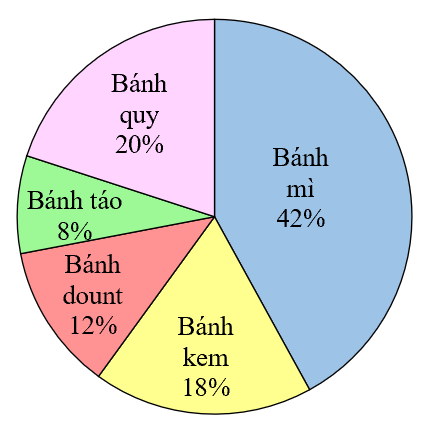 Bánh
quy
20%
Bánh
mì
42%
Bánh táo
8%
Bánh
dount
12%
Bánh
kem
18%